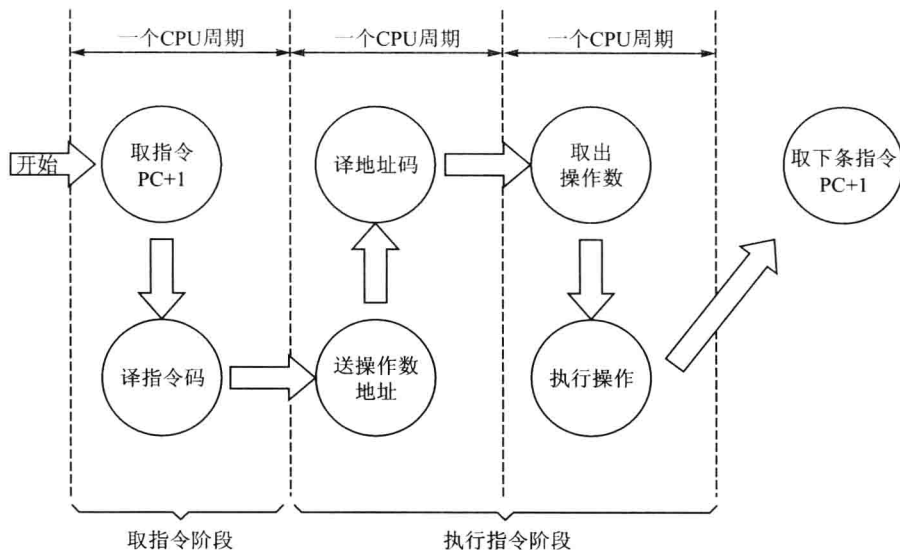 一个CPU周期
一个CPU周期
一个CPU周期
开始
取指令
PC+1
译地址码
取出
操作数
取下条指令
PC+1
译指令码
送操作数
地址
执行操作
取指令阶段
执行指令阶段